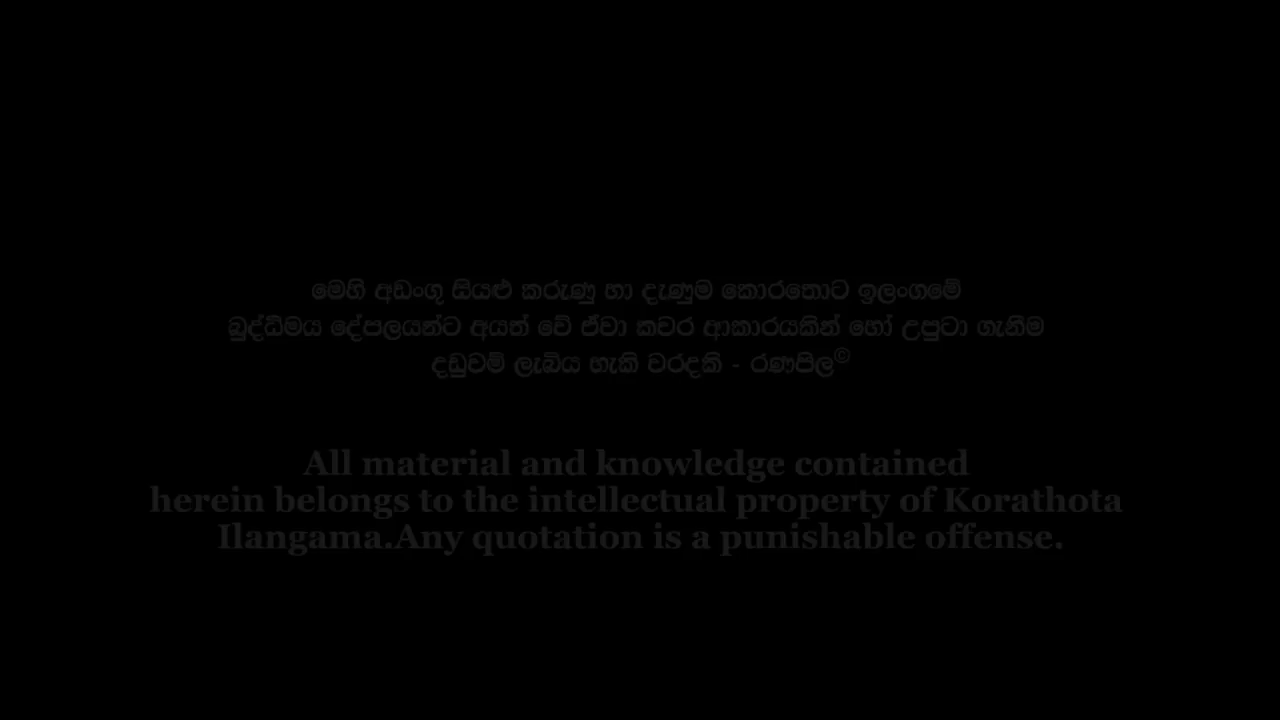 මෙහි අඩංගු සියළු කරුණු හා දැණුම කොරතොට ඉලංගමේ
බුද්ධිමය දේපලයන්ට අයත් වේ ඒවා කවර ආකාරයකින් හෝ උපුටා ගැනීම
දඩුවම් ලැබිය හැකි වරදකි - රණපිල©
All material and knowledge contained
herein belongs to the intellectual property of Korathota
Ilangama.Any quotation is a punishable offense.